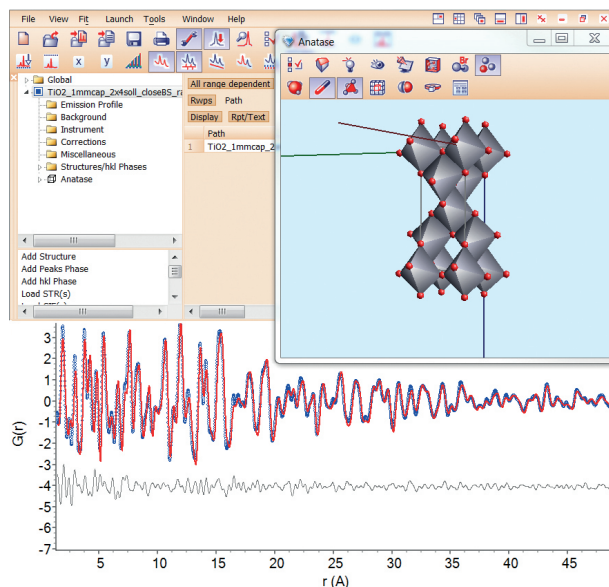 File View Fit Launch Tools Window Help
Anatase
Br
x y
Global
TiO2_1mmcap_2x4soll_closeBS_ra
Emission Profile
Background
Instrument
Corrections
Miscellaneous
Structures/hkl Phases
Anatase
All range dependent
Rwps Path
Display Rpt/Text
Path
1 TiO2_1mmcap_2
Add Structure
Add Peaks Phase
Add hkl Phase
Load STR(s)
G(r)
3
2
1
0
-1
-2
-3
-4
-5
-6
-7
5 10 15 20 25 30 35 40 45
r (A)